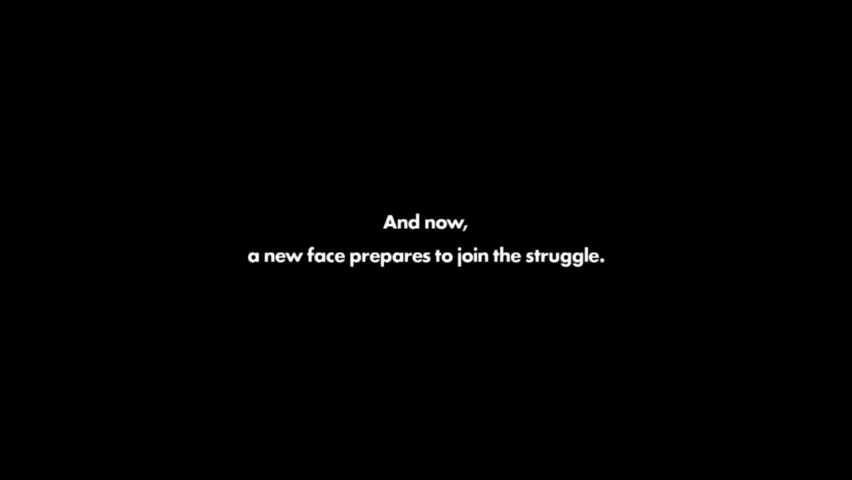 And now,
a new face prepares to join the struggle.